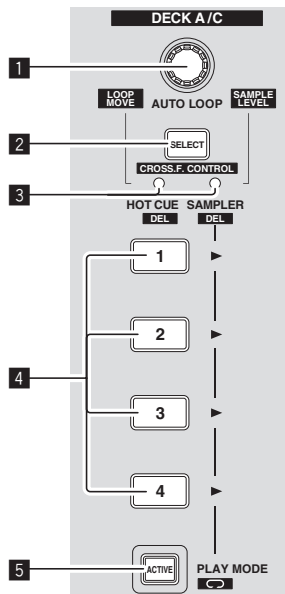 DECK A/C
1
LOOP MOVE
AUTO LOOP
SAMPLE LEVEL
2
SELECT
CROSS.F. CONTROL
3
HOT CUE SAMPLER
DEL DEL
1
2
4
3
4
5
ACTIVE
PLAY MODE